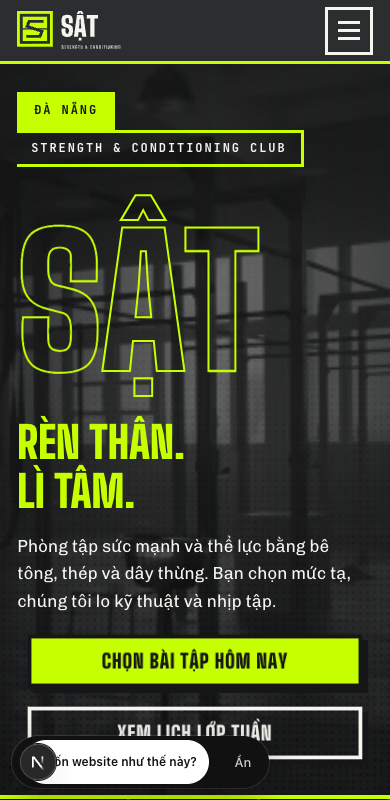 SẬT
STRENGTH & CONDITIONING
ĐÀ NẴNG
STRENGTH & CONDITIONING CLUB
SẬT
RÈN THÂN.
LÌ TÂM.
Phòng tập sức mạnh và thể lực bằng bê
tông, thép và dây thừng. Bạn chọn mức tạ,
chúng tôi lo kỹ thuật và nhịp tập.
CHỌN BÀI TẬP HÔM NAY
XEM LỊCH LỚP TUẦN
N
website như thế này?
Ẩn